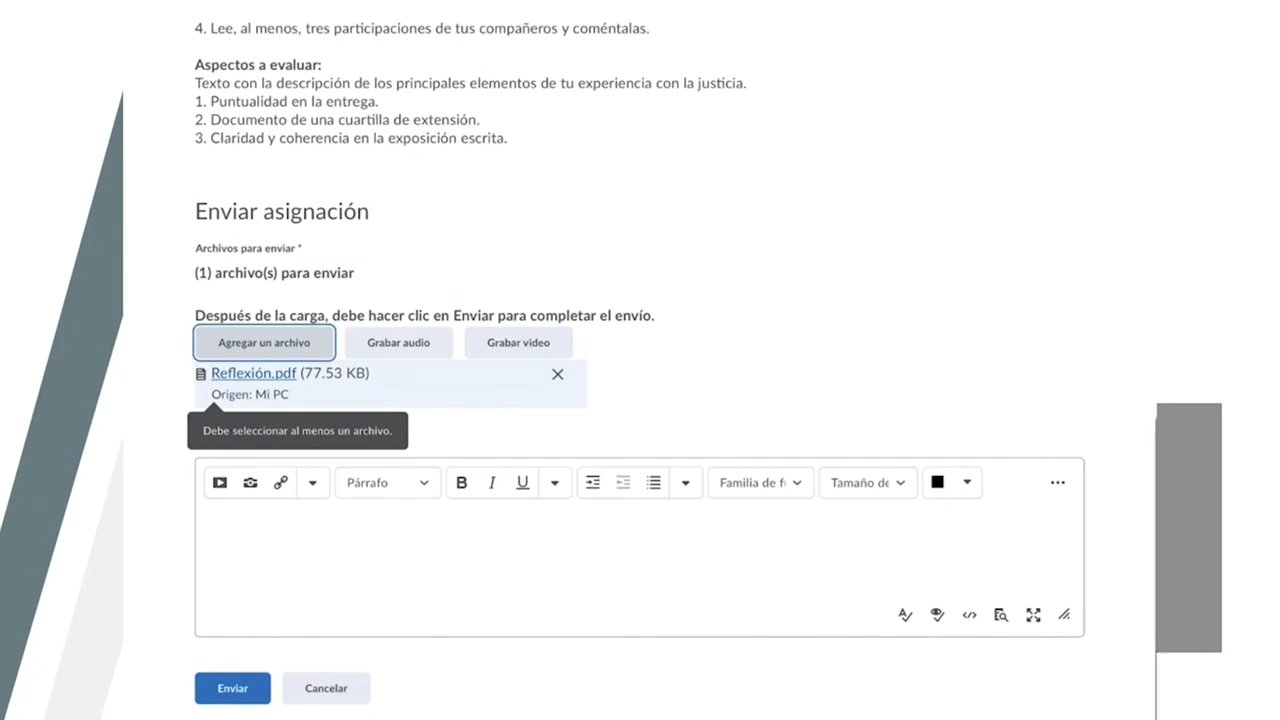 4. Lee, al menos, tres participaciones de tus compañeros y coméntalas.
Aspectos a evaluar:
Texto con la descripción de los principales elementos de tu experiencia con la justicia.
1. Puntualidad en la entrega.
2. Documento de una cuartilla de extensión.
3. Claridad y coherencia en la exposición escrita.
Enviar asignación
Archivos para enviar *
(1) archivo(s) para enviar
Después de la carga, debe hacer clic en Enviar para completar el envío.
Agregar un archivo Grabar audio Grabar video
Reflexión.pdf (77.53 KB)
Origen: Mi PC
Debe seleccionar al menos un archivo.
Párrafo B I U Familia de f Tamaño de
Enviar Cancelar